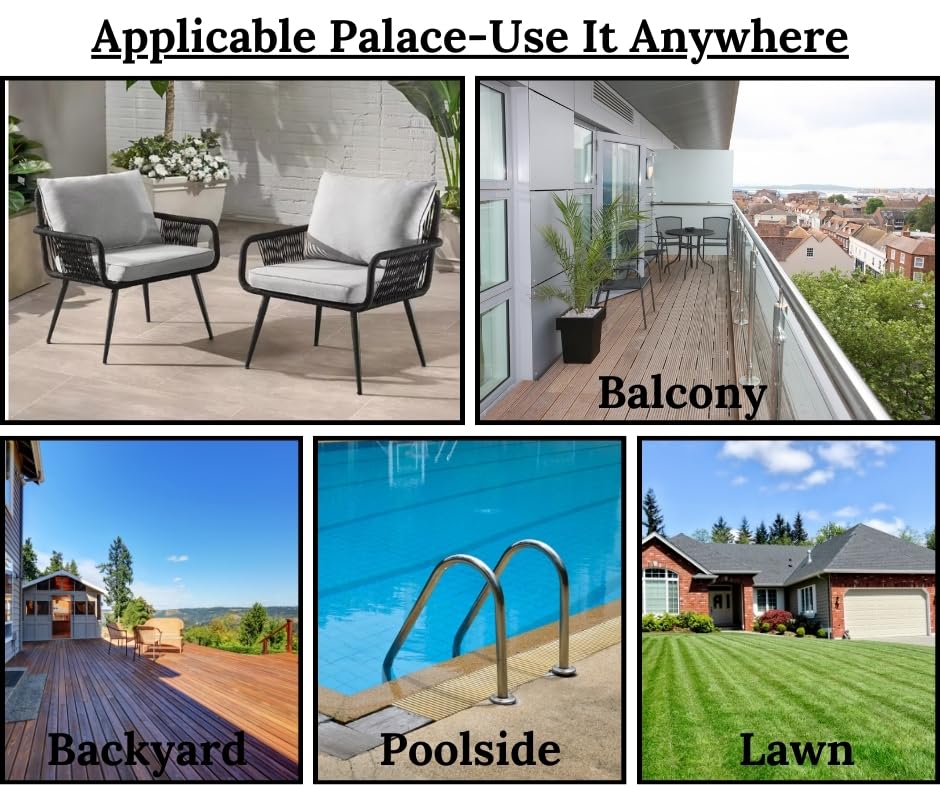 Applicable Palace-Use It Anywhere
Balcony
Backyard
Poolside
Lawn